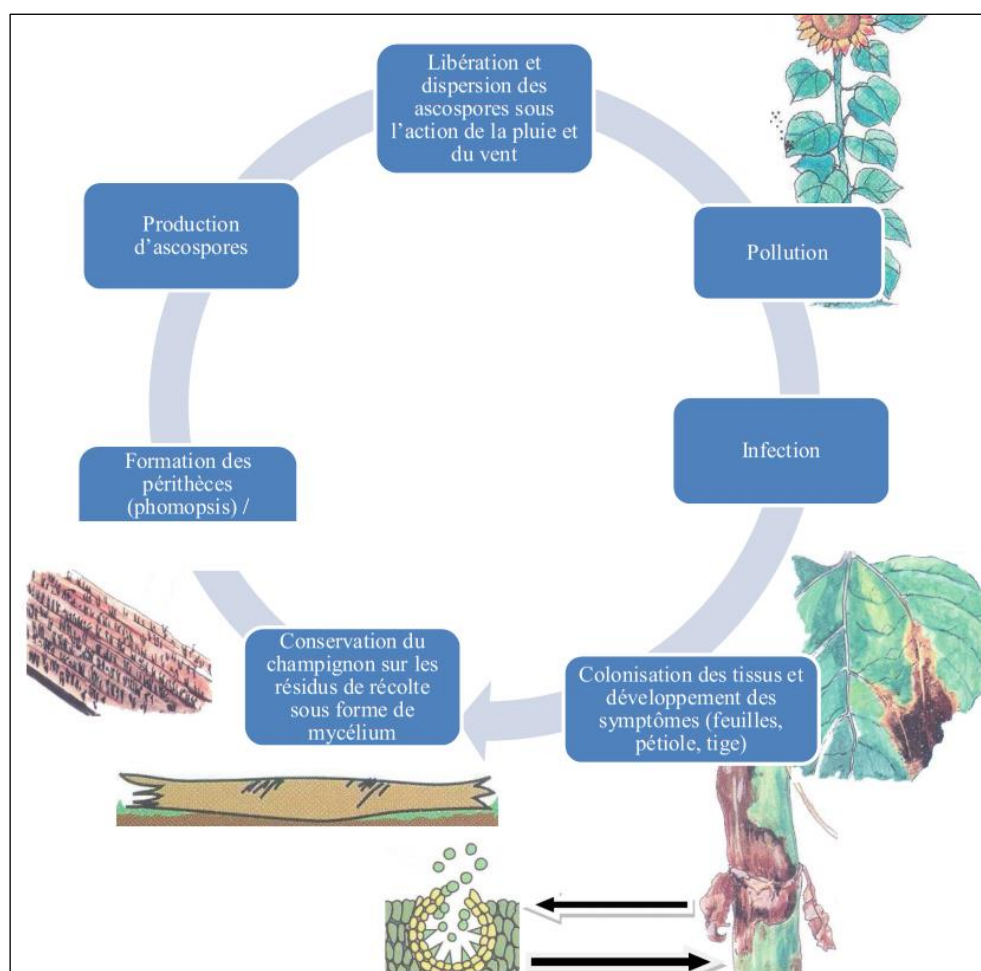 Libération et
dispersion des
ascospores sous
l'action de la pluie et
du vent
Pollution
Infection
Colonisation des tissus et
développement des
symptômes (feuilles,
pétiole, tige)
Conservation du
champignon sur les
résidus de récolte
sous forme de
mycélium
Formation des
périthèces
(phomopsis) /
Production
d'ascospores